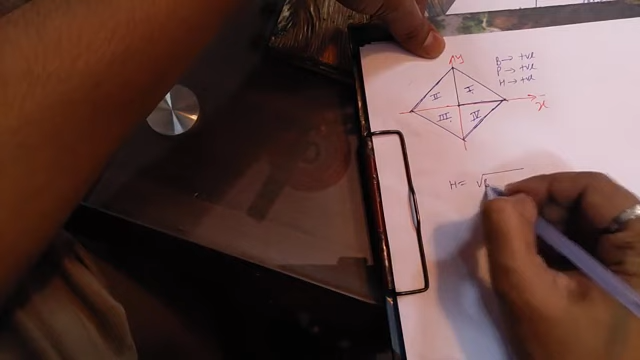 y
B → +ve
P → +ve
H → +ve
II I
x
III IV
H = √